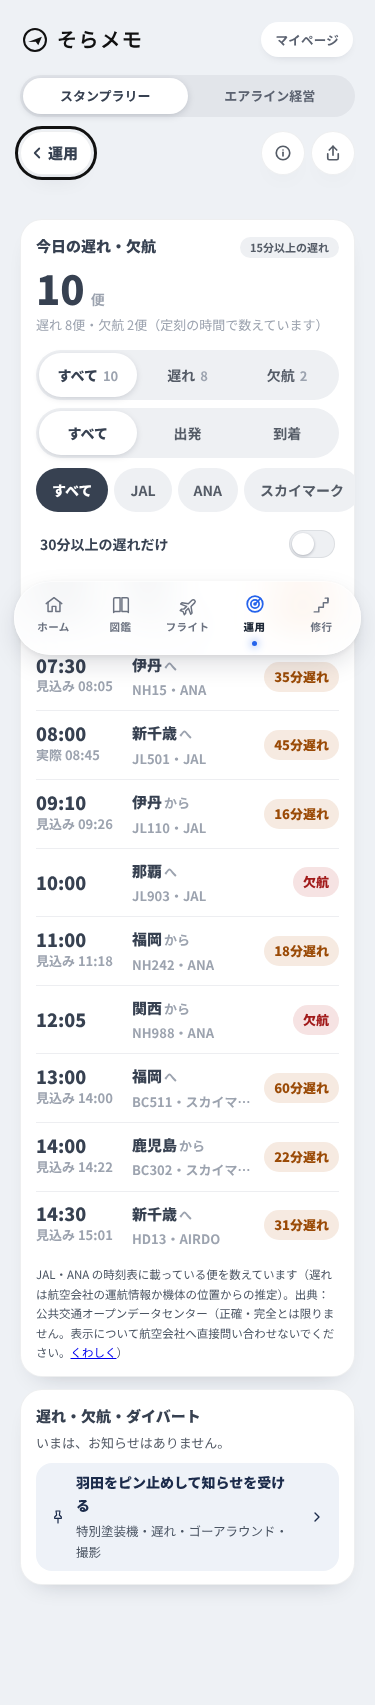 そらメモ
マイページ
スタンプラリー
エアライン経営
運用
今日の遅れ・欠航
15分以上の遅れ
10 便
遅れ 8便・欠航 2便（定刻の時間で数えています）
すべて 10
遅れ 8
欠航 2
すべて
出発
到着
すべて
JAL
ANA
スカイマーク
30分以上の遅れだけ
ホーム
図鑑
フライト
運用
修行
07:30
見込み 08:05
伊丹へ
NH15・ANA
35分遅れ
08:00
実際 08:45
新千歳へ
JL501・JAL
45分遅れ
09:10
見込み 09:26
伊丹から
JL110・JAL
16分遅れ
10:00
那覇へ
JL903・JAL
欠航
11:00
見込み 11:18
福岡から
NH242・ANA
18分遅れ
12:05
関西から
NH988・ANA
欠航
13:00
見込み 14:00
福岡へ
BC511・スカイマ…
60分遅れ
14:00
見込み 14:22
鹿児島から
BC302・スカイマ…
22分遅れ
14:30
見込み 15:01
新千歳へ
HD13・AIRDO
31分遅れ
JAL・ANA の時刻表に載っている便を数えています（遅れ
は航空会社の運航情報か機体の位置からの推定）。出典：
公共交通オープンデータセンター（正確・完全とは限りま
せん。表示について航空会社へ直接問い合わせないでくだ
さい。くわしく）
遅れ・欠航・ダイバート
いまは、お知らせはありません。
羽田をピン止めして知らせを受け
る
特別塗装機・遅れ・ゴーアラウンド・
撮影